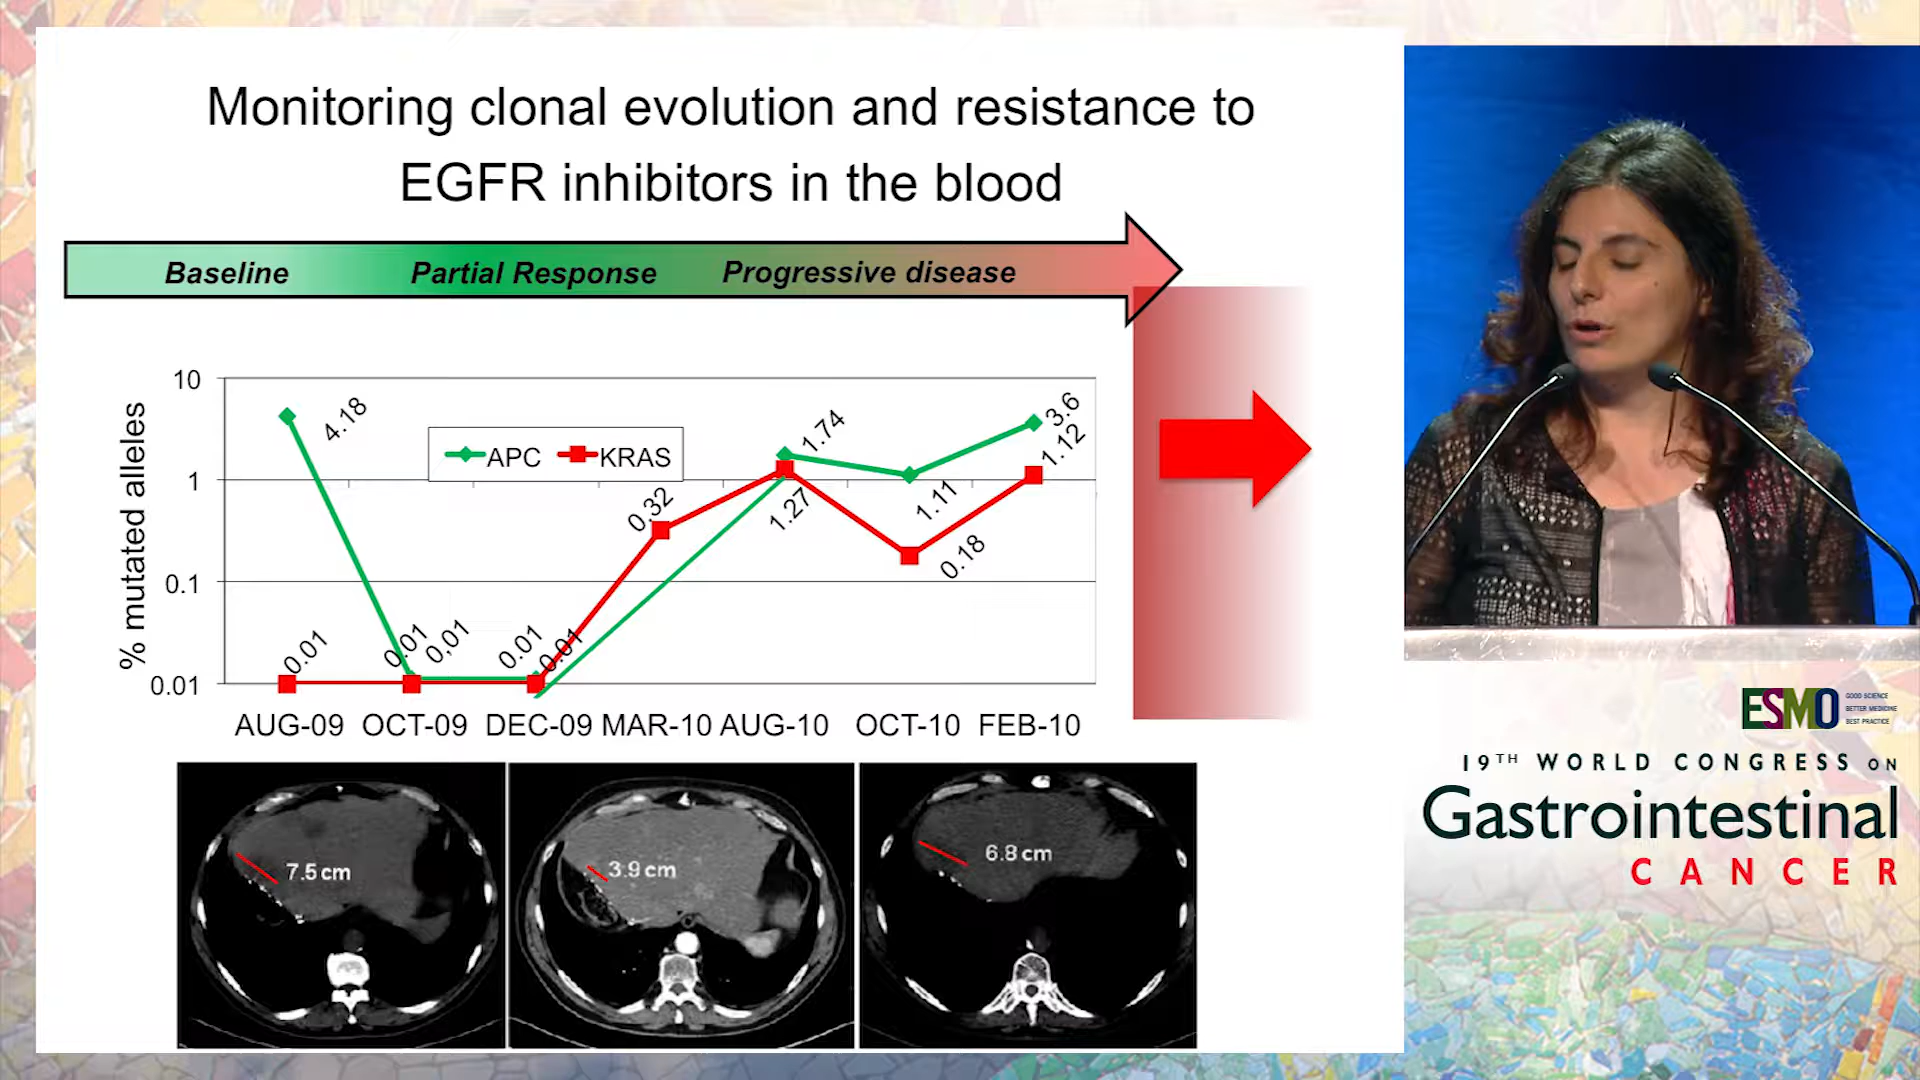 Monitoring clonal evolution and resistance to
EGFR inhibitors in the blood
Baseline
Partial Response
Progressive disease
% mutated alleles
10
1
0.1
0.01
APC
KRAS
4.18
0.01
0.01
0,01
0.01
0.01
0.32
1.74
1.27
1.11
0.18
3.6
1.12
AUG-09 OCT-09 DEC-09 MAR-10 AUG-10 OCT-10 FEB-10
7.5 cm
3.9 cm
6.8 cm
ESMO
GOOD SCIENCE
BETTER MEDICINE
BEST PRACTICE
19TH WORLD CONGRESS ON
Gastrointestinal
CANCER